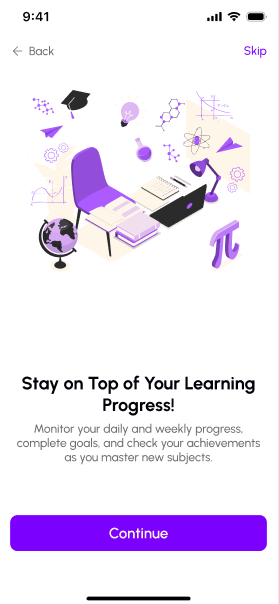 9:41
Back
Skip
π
Stay on Top of Your Learning
Progress!
Monitor your daily and weekly progress,
complete goals, and check your achievements
as you master new subjects.
Continue